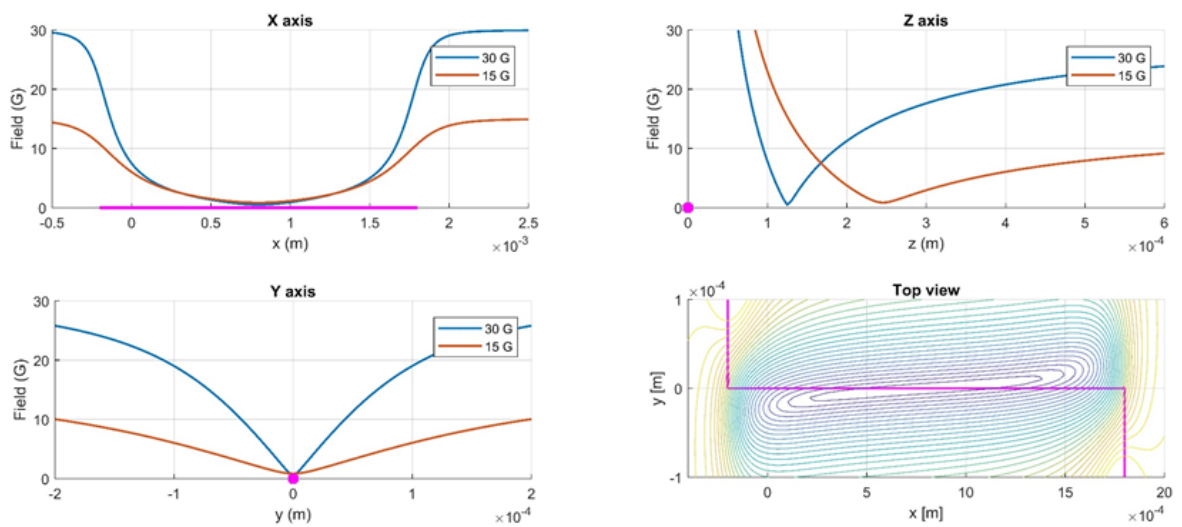 X axis
30
20
10
0
Field (G)
30 G
15 G
-0.5 0 0.5 1 1.5 2 2.5
x (m)
×10⁻³
Z axis
30
20
10
0
Field (G)
30 G
15 G
0 1 2 3 4 5 6
z (m)
×10⁻⁴
Y axis
30
20
10
0
Field (G)
30 G
15 G
-2 -1 0 1 2
y (m)
×10⁻⁴
Top view
×10⁻⁴
1
0
-1
y [m]
0 5 10 15 20
x [m]
×10⁻⁴